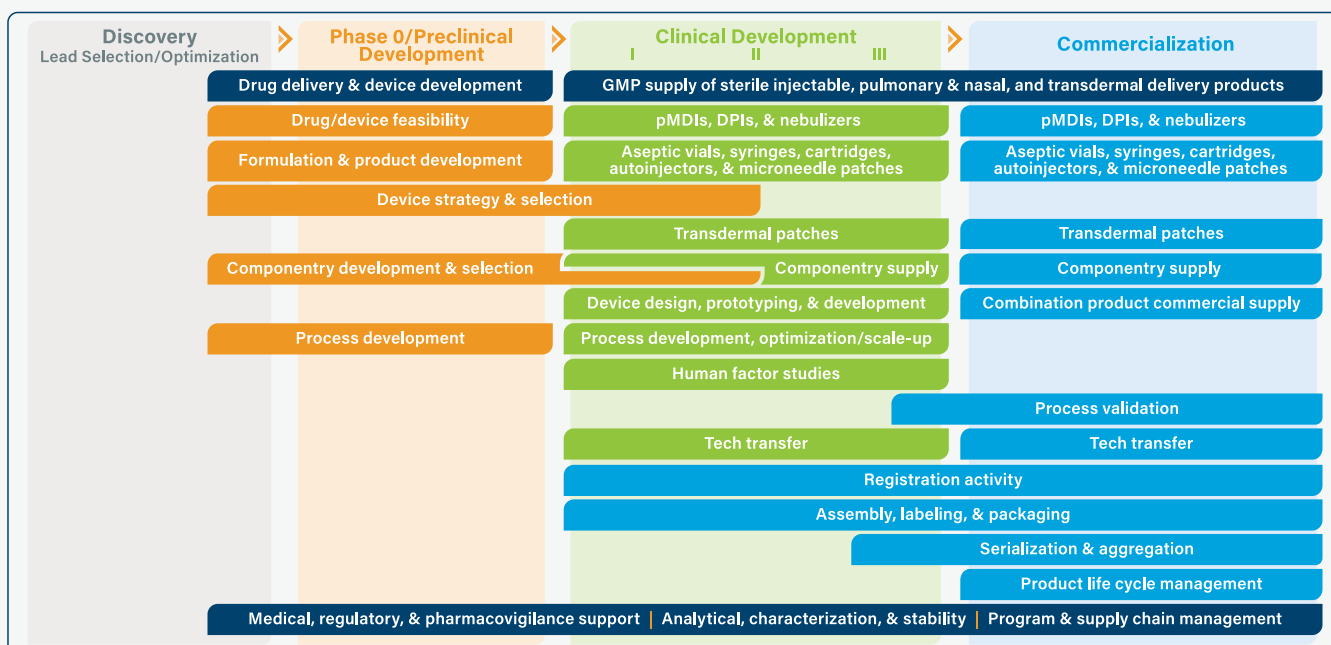 Discovery
Lead Selection/Optimization
Phase 0/Preclinical
Development
Clinical Development
I II III
Commercialization
Drug delivery & device development
GMP supply of sterile injectable, pulmonary & nasal, and transdermal delivery products
Drug/device feasibility
pMDIs, DPIs, & nebulizers
pMDIs, DPIs, & nebulizers
Formulation & product development
Aseptic vials, syringes, cartridges,
autoinjectors, & microneedle patches
Aseptic vials, syringes, cartridges,
autoinjectors, & microneedle patches
Device strategy & selection
Transdermal patches
Transdermal patches
Componentry development & selection
Componentry supply
Componentry supply
Device design, prototyping, & development
Combination product commercial supply
Process development
Process development, optimization/scale-up
Human factor studies
Process validation
Tech transfer
Tech transfer
Registration activity
Assembly, labeling, & packaging
Serialization & aggregation
Product life cycle management
Medical, regulatory, & pharmacovigilance support | Analytical, characterization, & stability | Program & supply chain management